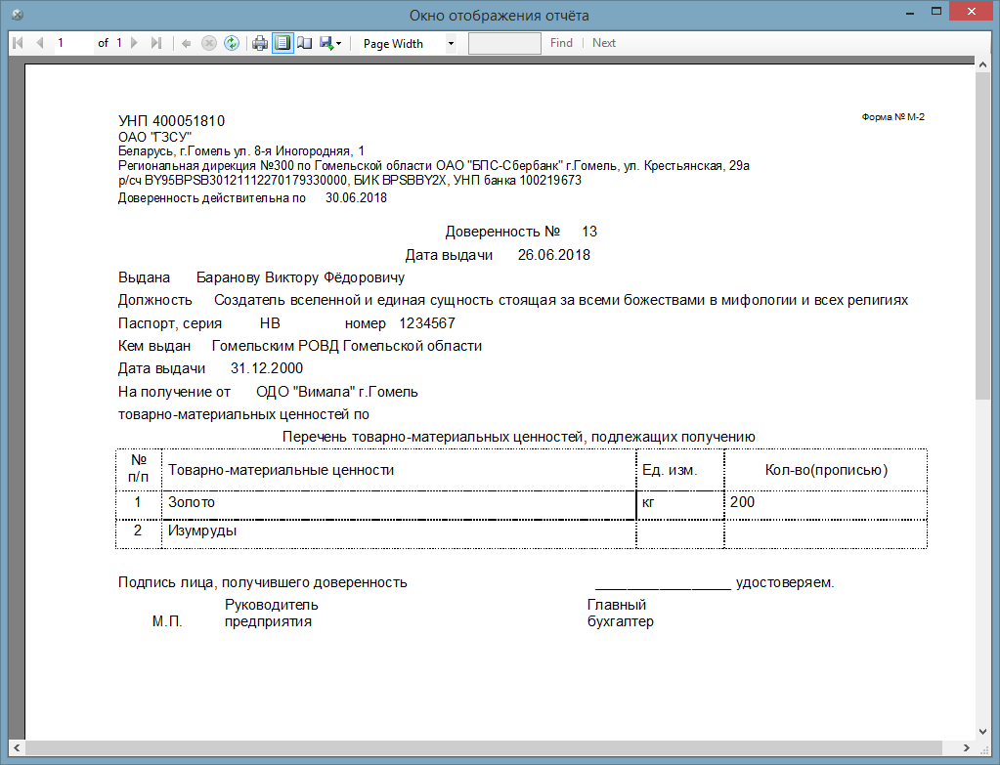 Окно отображения отчёта
1 of 1 Page Width Find Next
Форма № М-2
УНП 400051810
ОАО "ГЗСУ"
Беларусь, г.Гомель ул. 8-я Иногородняя, 1
Региональная дирекция №300 по Гомельской области ОАО "БПС-Сбербанк" г.Гомель, ул. Крестьянская, 29а
р/сч BY95BPSB30121112270179330000, БИК BPSBBY2X, УНП банка 100219673
Доверенность действительна по 30.06.2018
Доверенность № 13
Дата выдачи 26.06.2018
Выдана Баранову Виктору Фёдоровичу
Должность Создатель вселенной и единая сущность стоящая за всеми божествами в мифологии и всех религиях
Паспорт, серия НВ номер 1234567
Кем выдан Гомельским РОВД Гомельской области
Дата выдачи 31.12.2000
На получение от ОДО "Вимала" г.Гомель
товарно-материальных ценностей по
Перечень товарно-материальных ценностей, подлежащих получению
№ п/п Товарно-материальные ценности Ед. изм. Кол-во(прописью)
1 Золото кг 200
2 Изумруды
Подпись лица, получившего доверенность _________________ удостоверяем.
Руководитель Главный
М.П. предприятия бухгалтер